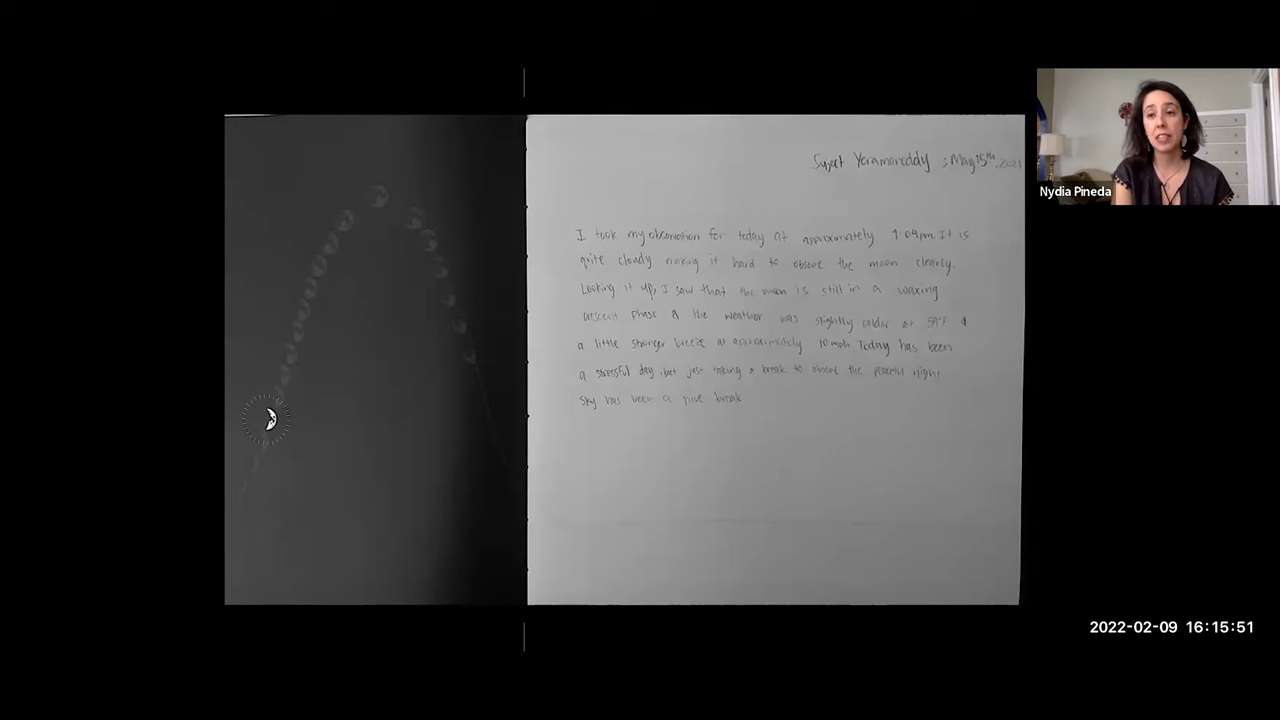 Sujeet Yeramareddy ; May 15th, 2021
I took my observation for today at approximately 9:04pm. It is
quite cloudy making it hard to observe the moon clearly.
Looking it up, I saw that the moon is still in a waxing
crescent phase & the weather was slightly colder at 59°F &
a little stronger breeze at approximately 10mph. Today has been
a stressful day, but just taking a break to observe the peaceful night
sky has been a nice break
Nydia Pineda
2022-02-09 16:15:51